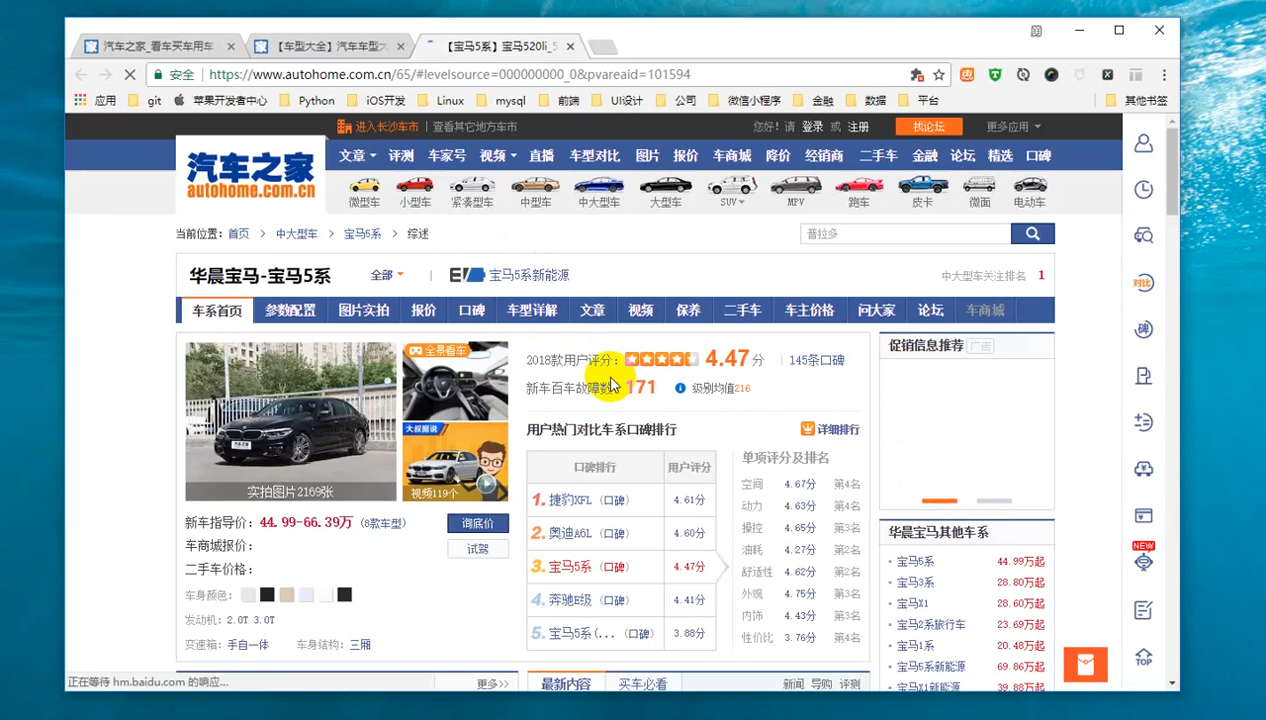 汽车之家_看车买车用车
【车型大全】汽车车型大
【宝马5系】宝马520li_5
安全 https://www.autohome.com.cn/65/#levelsource=000000000_0&pvareaid=101594
应用 git 苹果开发者中心 Python iOS开发 Linux mysql 前端 UI设计 公司 微信小程序 金融 数据 平台 其他书签
进入长沙车市 查看其它地方车市 您好！请 登录 或 注册 找论坛 更多应用
汽车之家
autohome.com.cn
文章 评测 车家号 视频 直播 车型对比 图片 报价 车商城 降价 经销商 二手车 金融 论坛 精选 口碑
微型车 小型车 紧凑型车 中型车 中大型车 大型车 SUV MPV 跑车 皮卡 微面 电动车
当前位置： 首页 > 中大型车 > 宝马5系 > 综述
普拉多
华晨宝马-宝马5系 全部 宝马5系新能源 中大型车关注排名 1
车系首页 参数配置 图片实拍 报价 口碑 车型详解 文章 视频 保养 二手车 车主价格 问大家 论坛 车商城
全景看车
大叔据说
实拍图片2169张
视频119个
新车指导价： 44.99-66.39万 (8款车型) 询底价
车商城报价： 试驾
二手车价格：
车身颜色：
发动机： 2.0T 3.0T
变速箱： 手自一体 车身结构： 三厢
2018款用户评分： 4.47 分 145条口碑
新车百车故障数 171 级别均值216
用户热门对比车系口碑排行 详细排行
口碑排行 用户评分
1. 捷豹XFL (口碑) 4.61分
2. 奥迪A6L (口碑) 4.60分
3. 宝马5系 (口碑) 4.47分
4. 奔驰E级 (口碑) 4.41分
5. 宝马5系(... (口碑) 3.88分
单项评分及排名
空间 4.67分 第4名
动力 4.63分 第4名
操控 4.65分 第3名
油耗 4.27分 第2名
舒适性 4.62分 第2名
外观 4.75分 第3名
内饰 4.43分 第3名
性价比 3.76分 第4名
促销信息推荐 广告
华晨宝马其他车系
宝马5系 44.99万起
宝马3系 28.80万起
宝马X1 28.60万起
宝马2系旅行车 23.69万起
宝马1系 20.48万起
宝马5系新能源 69.86万起
宝马X1新能源 39.88万起
对比
碑
NEW
TOP
正在等待 hm.baidu.com 的响应...
更多>> 最新内容 买车必看 新闻 导购 评测